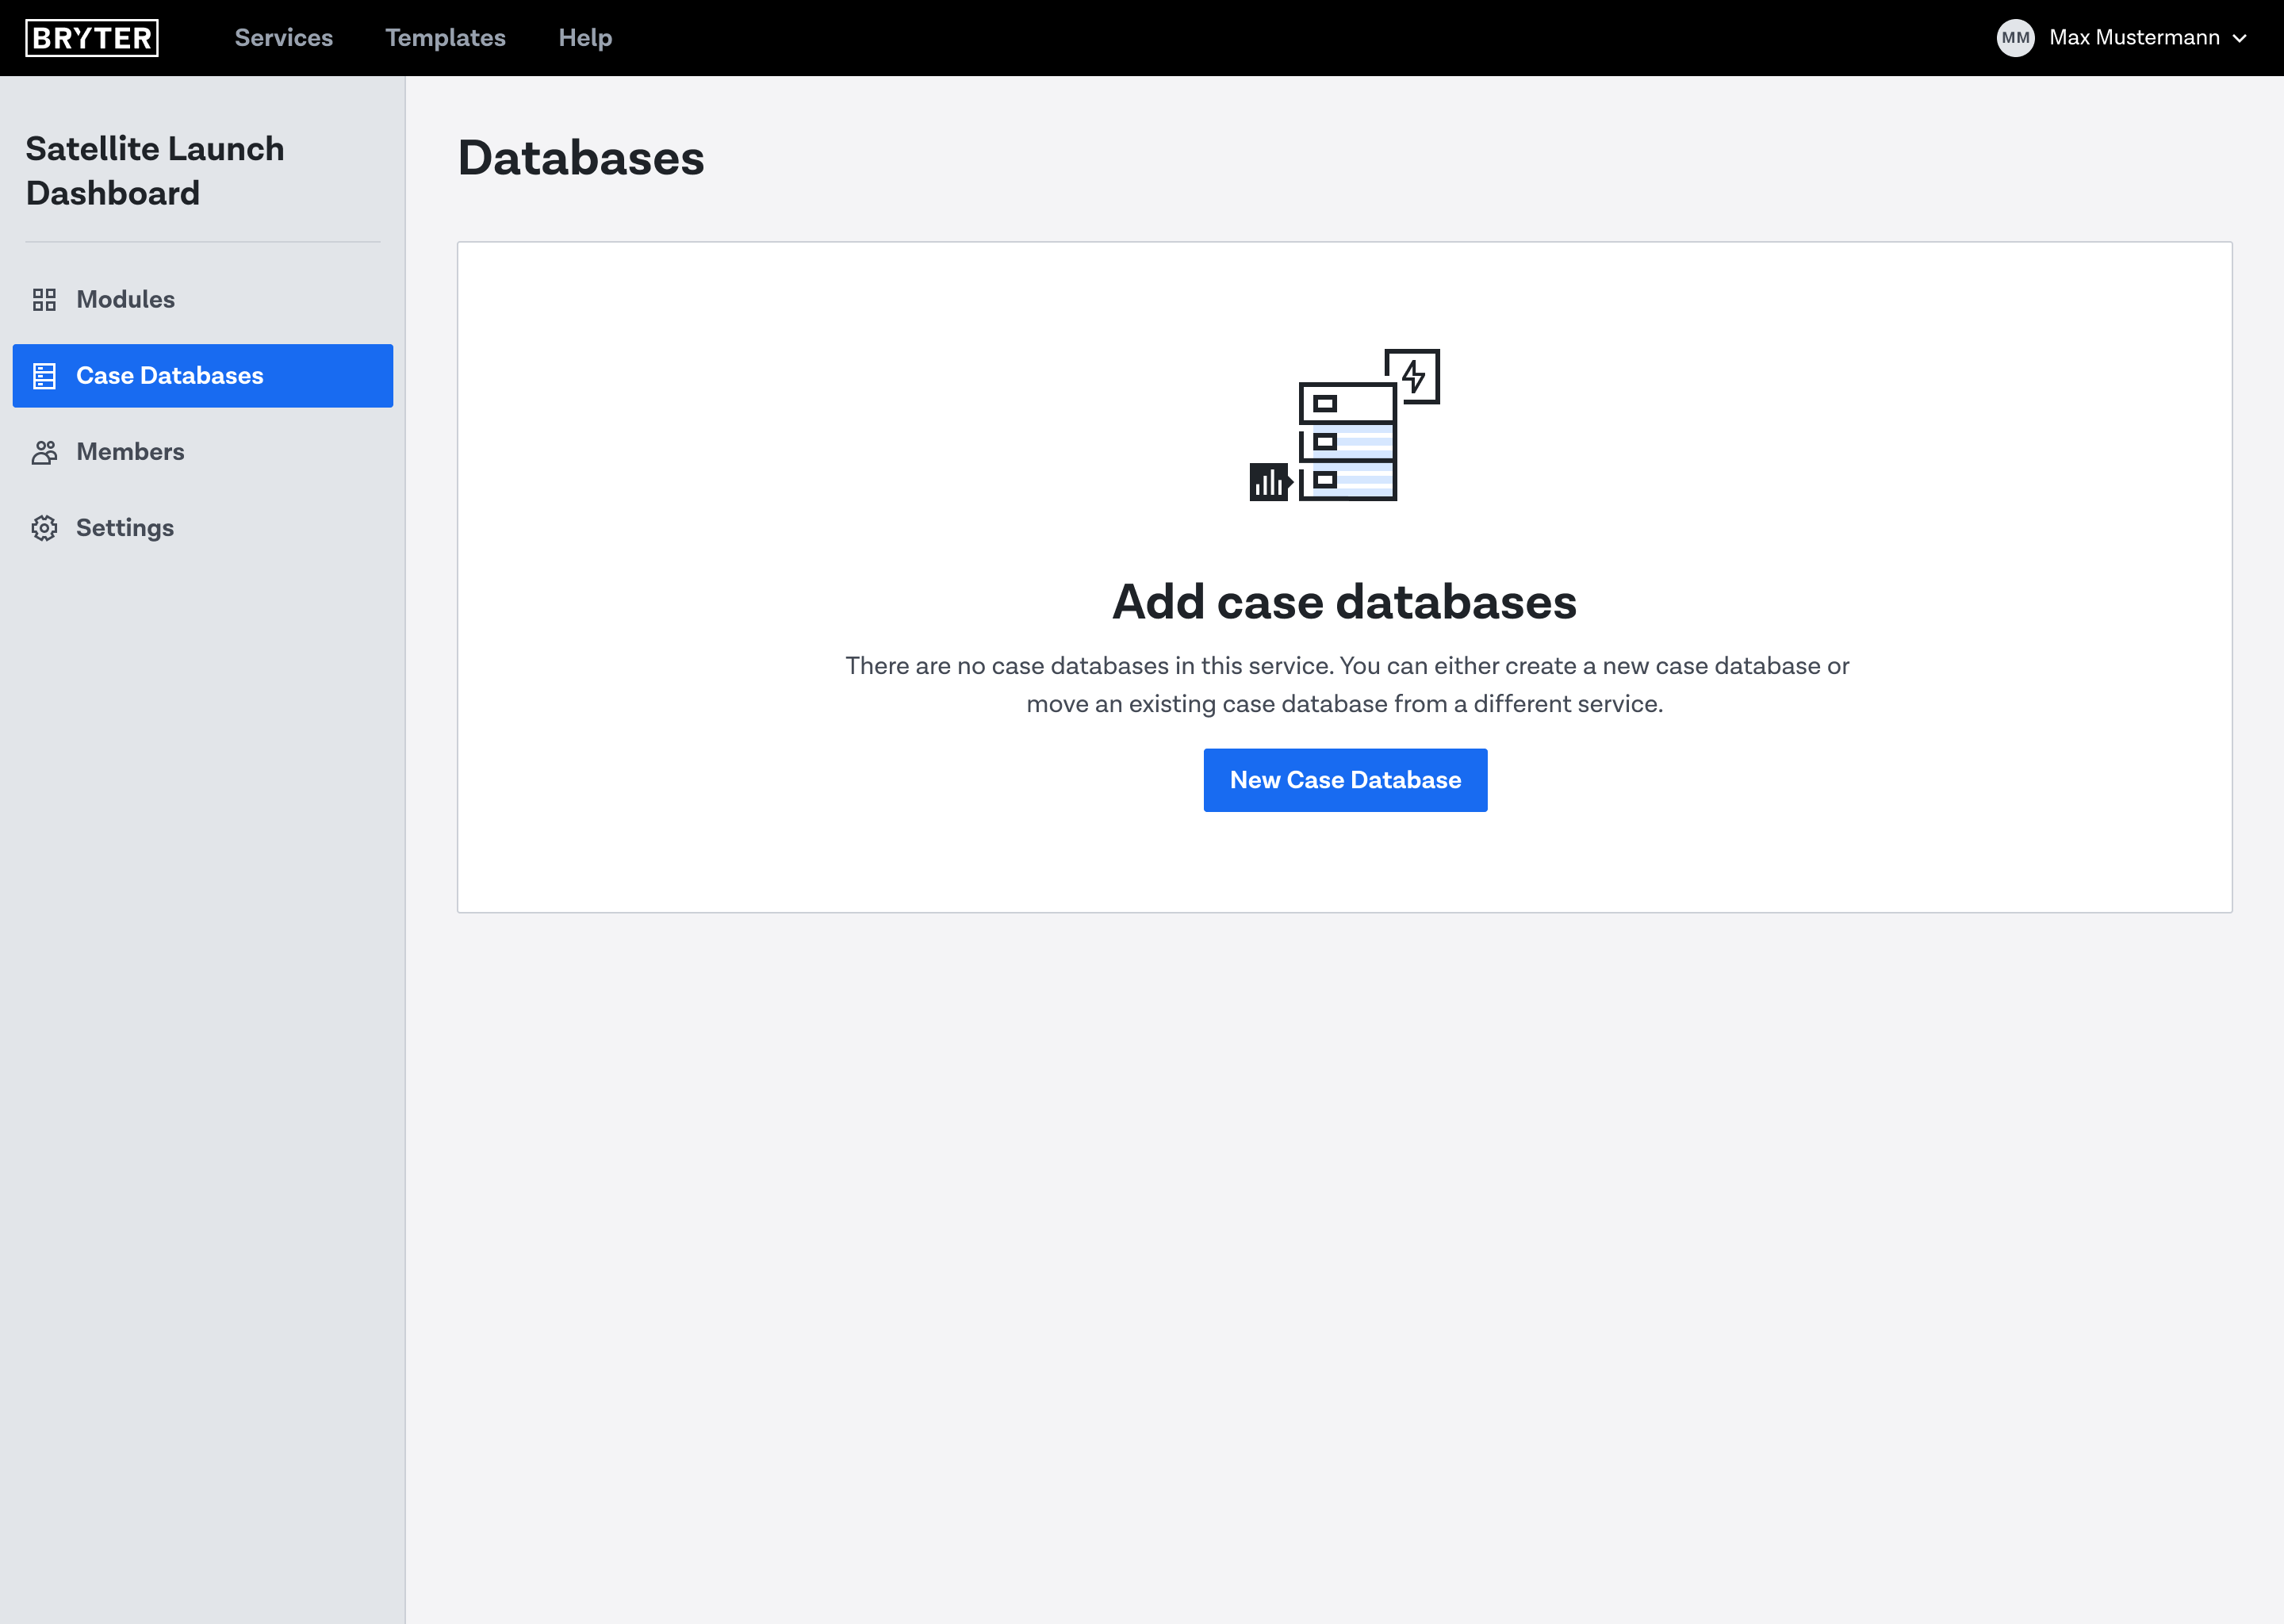 BRYTER
Services
Templates
Help
MM
Max Mustermann
Satellite Launch
Dashboard
Modules
Case Databases
Members
Settings
Databases
Add case databases
There are no case databases in this service. You can either create a new case database or
move an existing case database from a different service.
New Case Database